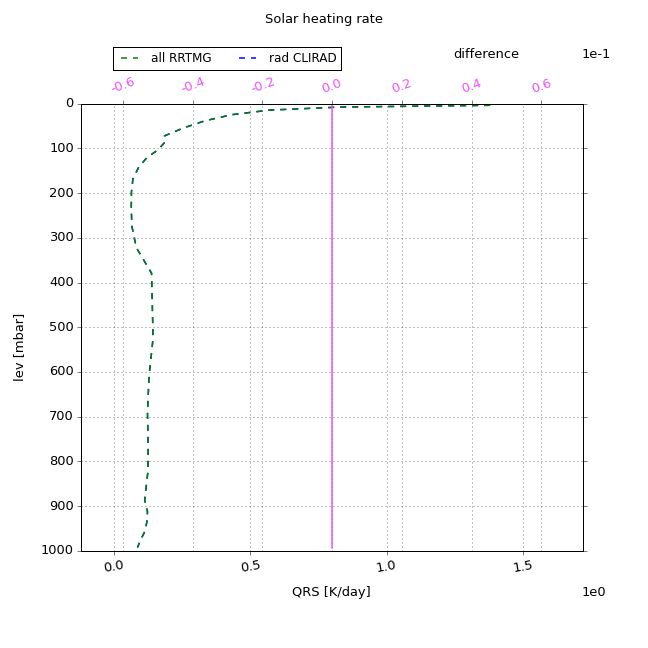 Solar heating rate
all RRTMG rad CLIRAD
difference 1e-1
-0.6 -0.4 -0.2 0.0 0.2 0.4 0.6
0
100
200
300
400
500
600
700
800
900
1000
lev [mbar]
0.0 0.5 1.0 1.5
QRS [K/day] 1e0